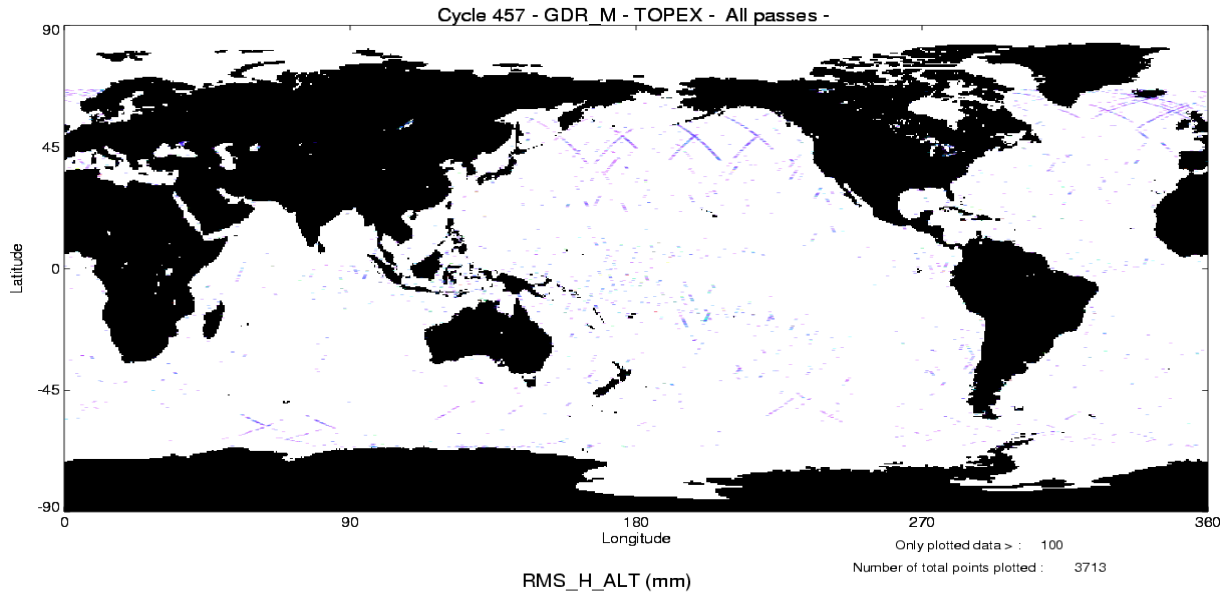 Cycle 457 - GDR_M - TOPEX - All passes -
90
45
0
-45
-90
Latitude
0 90 180 270 360
Longitude
Only plotted data > : 100
Number of total points plotted : 3713
RMS_H_ALT (mm)